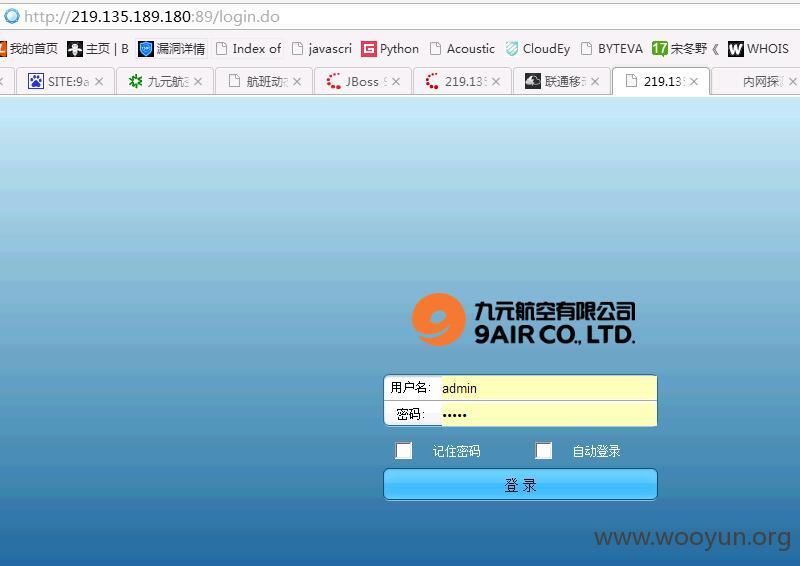 http://219.135.189.180:89/login.do
我的首页 主页 | B 漏洞详情 Index of javascri Python Acoustic CloudEy BYTEVA 宋冬野《 WHOIS
SITE:9a 九元航空 航班动态 JBoss 219.135 联通移 219.135 内网探
九元航空有限公司
9AIR CO., LTD.
用户名: admin
密码: •••••
记住密码 自动登录
登 录
www.wooyun.org